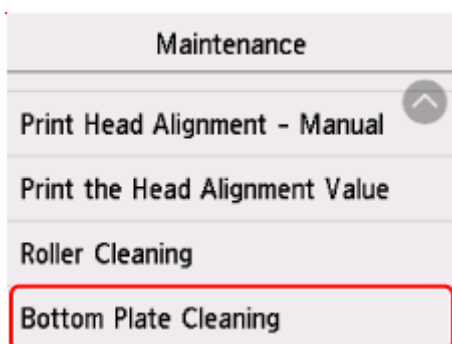 Maintenance
Print Head Alignment - Manual
Print the Head Alignment Value
Roller Cleaning
Bottom Plate Cleaning